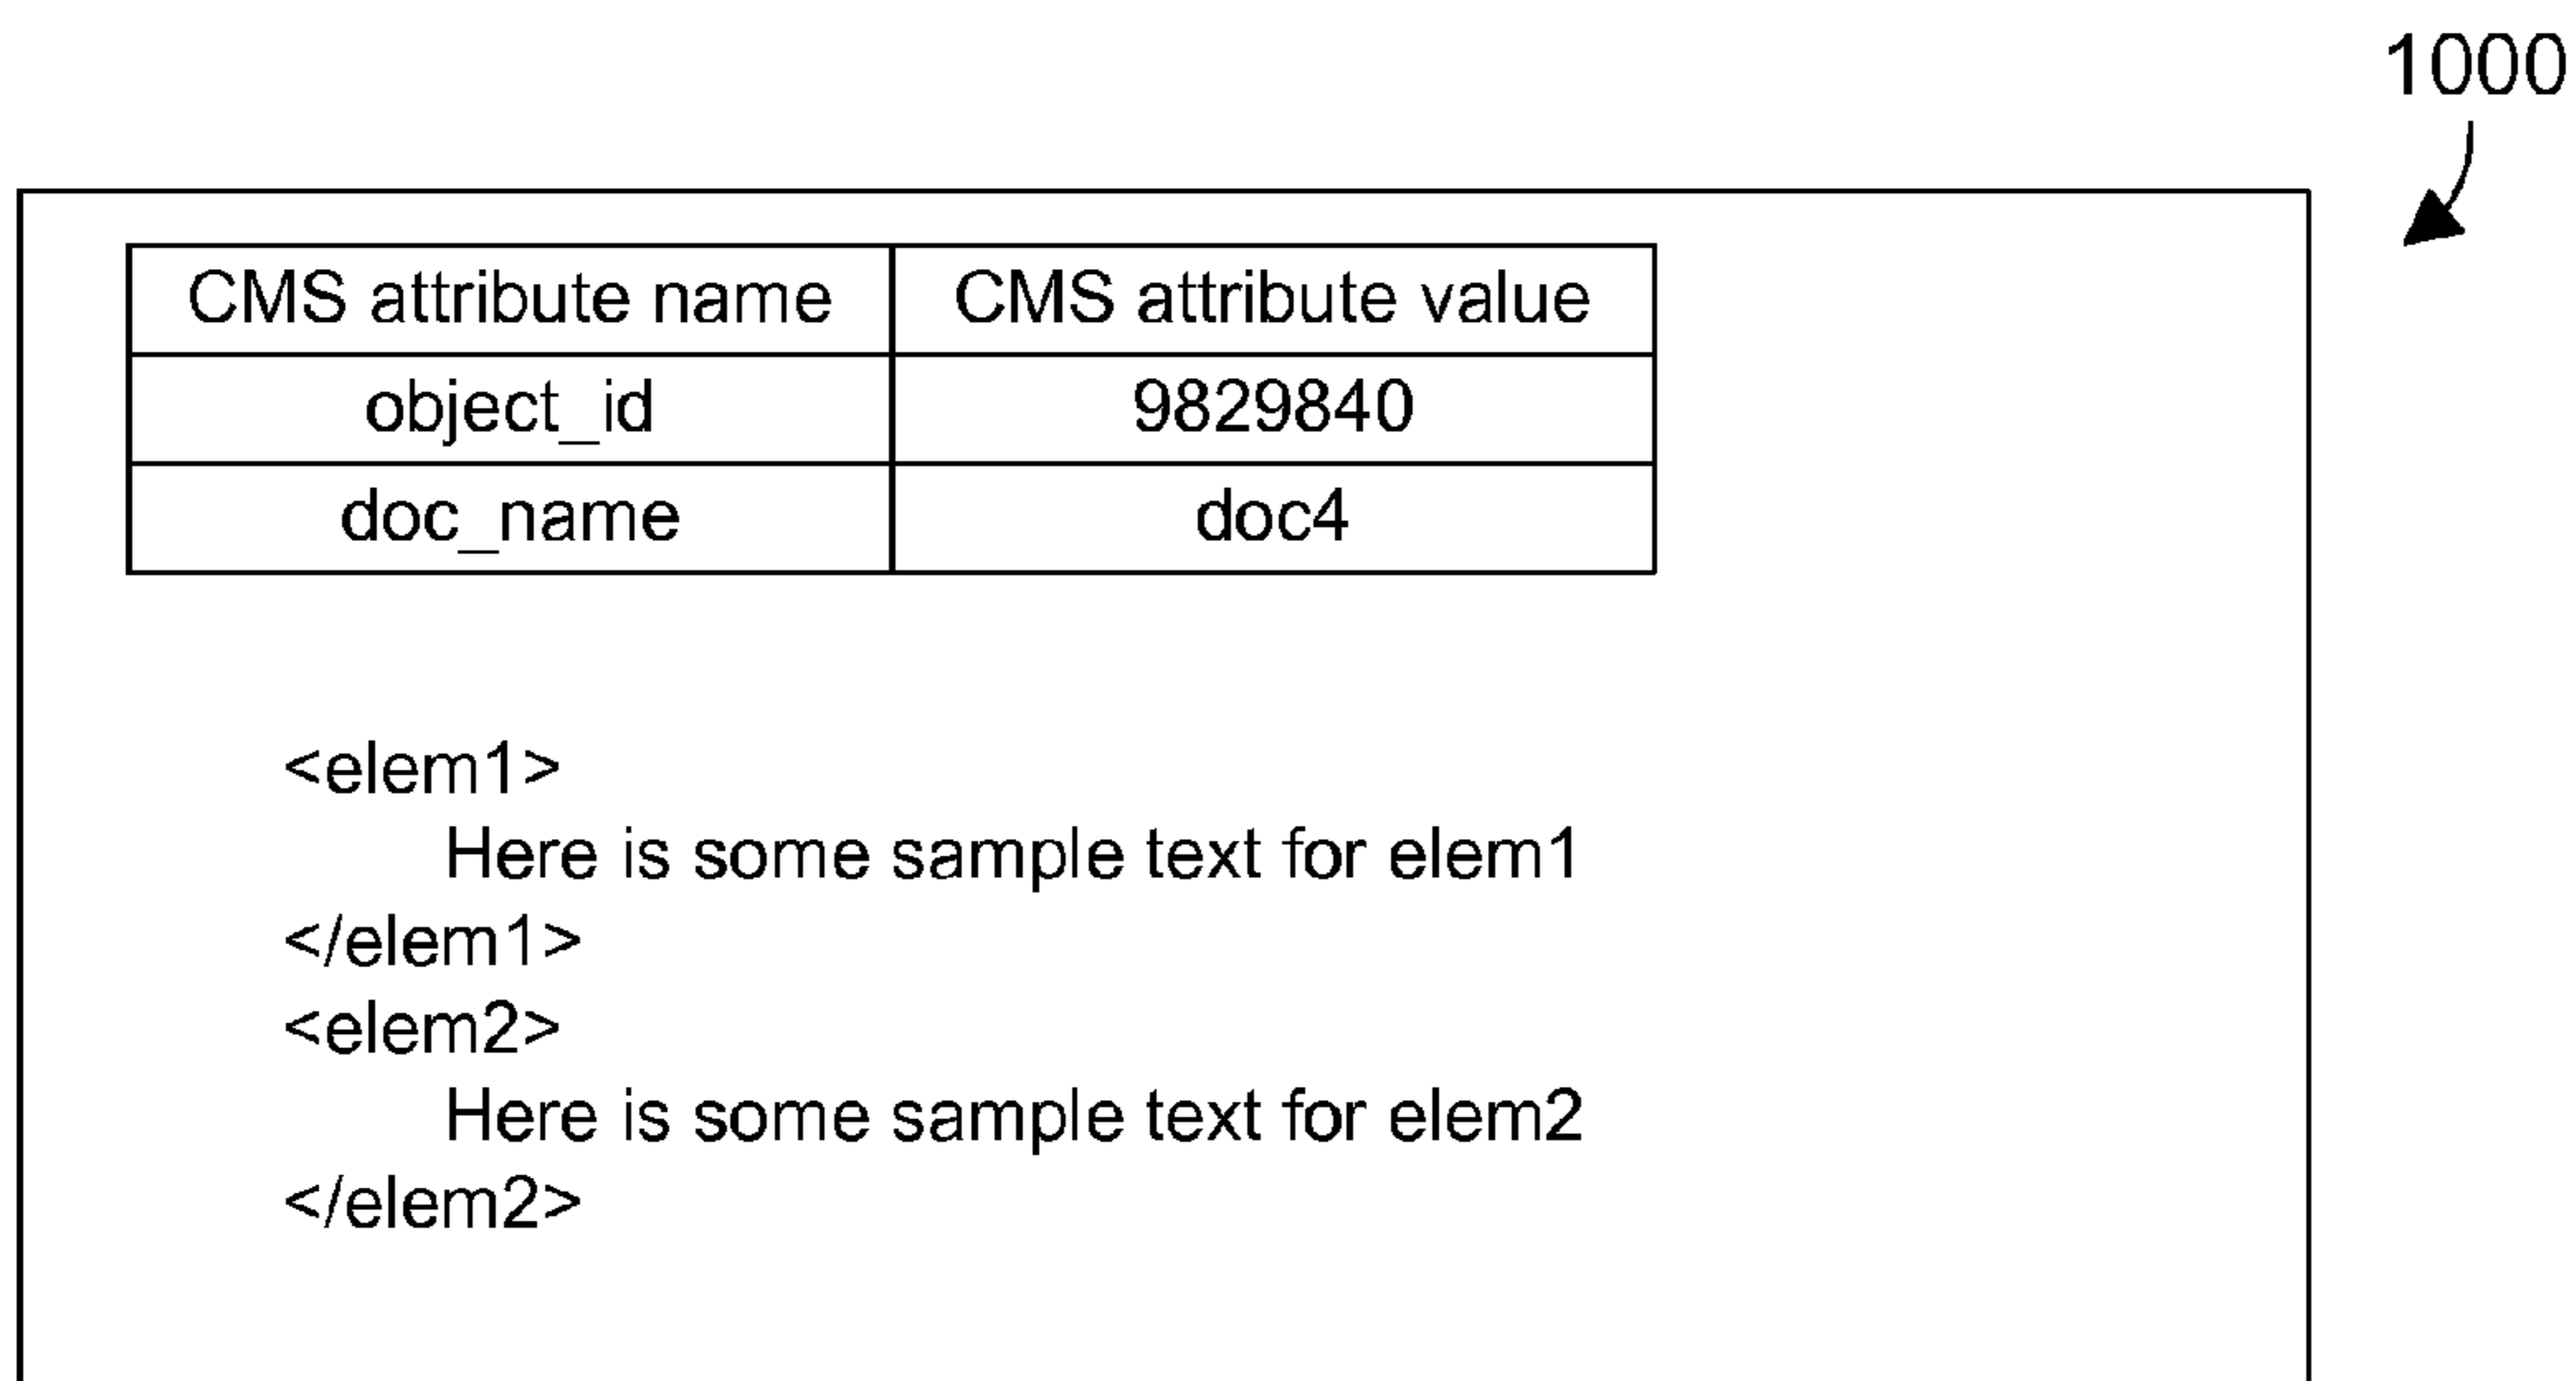 1000
CMS attribute name CMS attribute value
object_id 9829840
doc_name doc4
<elem1>
Here is some sample text for elem1
</elem1>
<elem2>
Here is some sample text for elem2
</elem2>